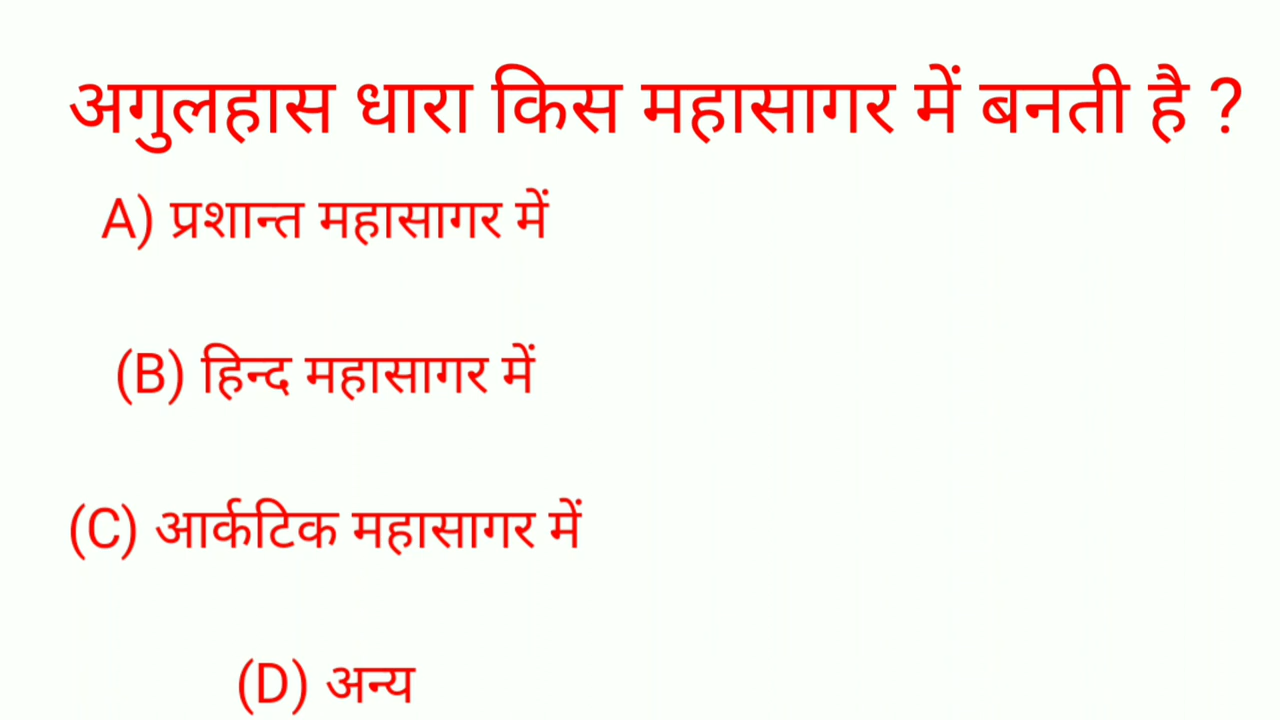 अगुलहास धारा किस महासागर में बनती है ?
A) प्रशान्त महासागर में
(B) हिन्द महासागर में
(C) आर्कटिक महासागर में
(D) अन्य